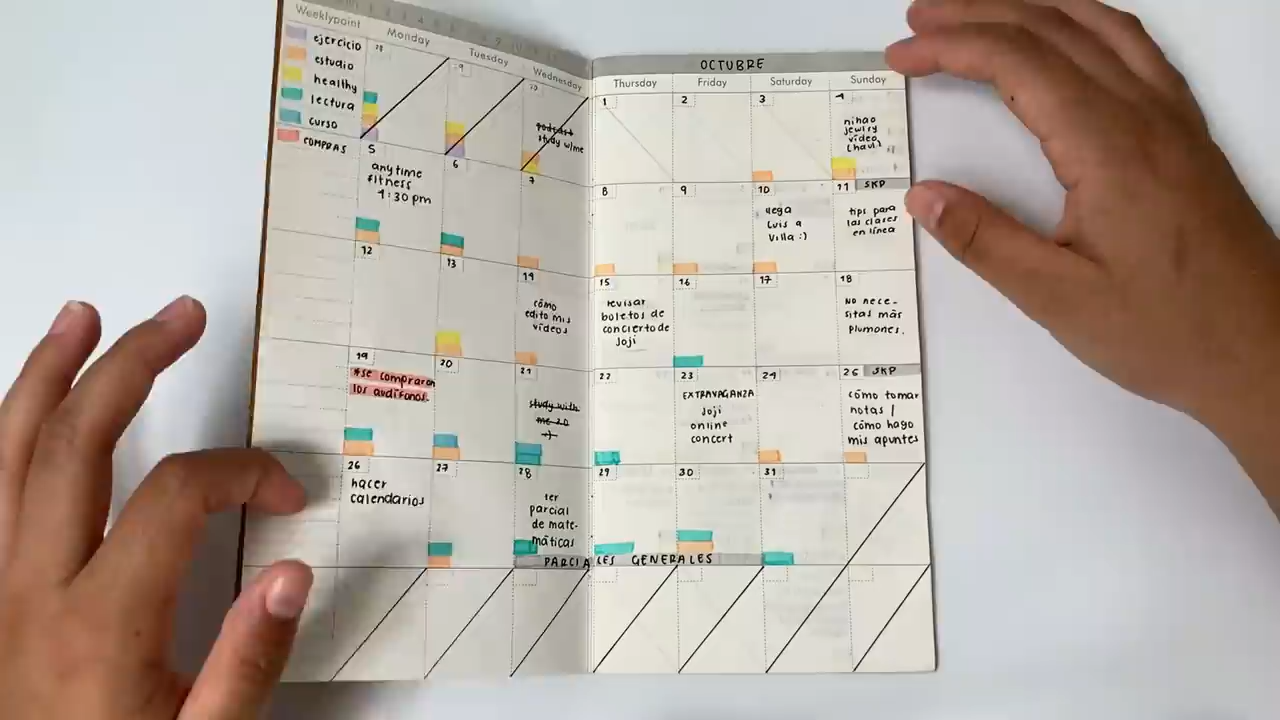 Weeklypoint
Monday
Tuesday
Wednesday
ejercicio
estudio
healthy
lectura
curso
COMPRAS
OCTUBRE
Thursday
Friday
Saturday
Sunday
podcast
study w/me
1
2
3
4
nihao
jewlry
video
(haul)
5
anytime
fitness
4:30 pm
6
7
8
9
10
llega
Luis a
Villa :)
11
SKP
tips para
las clases
en línea
12
13
14
cómo
edito mis
videos
15
revisar
boletos de
concierto de
joji
16
17
18
NO nece-
sitas más
plumones.
19
*se compraron
los audífonos.
20
21
study with
me 2.0
22
23
EXTRAVAGANZA
joji
online
concert
24
25
SKP
cómo tomar
notas /
cómo hago
mis apuntes
26
hacer
calendarios
27
28
1er
parcial
de mate-
máticas
29
30
31
PARCIALES GENERALES